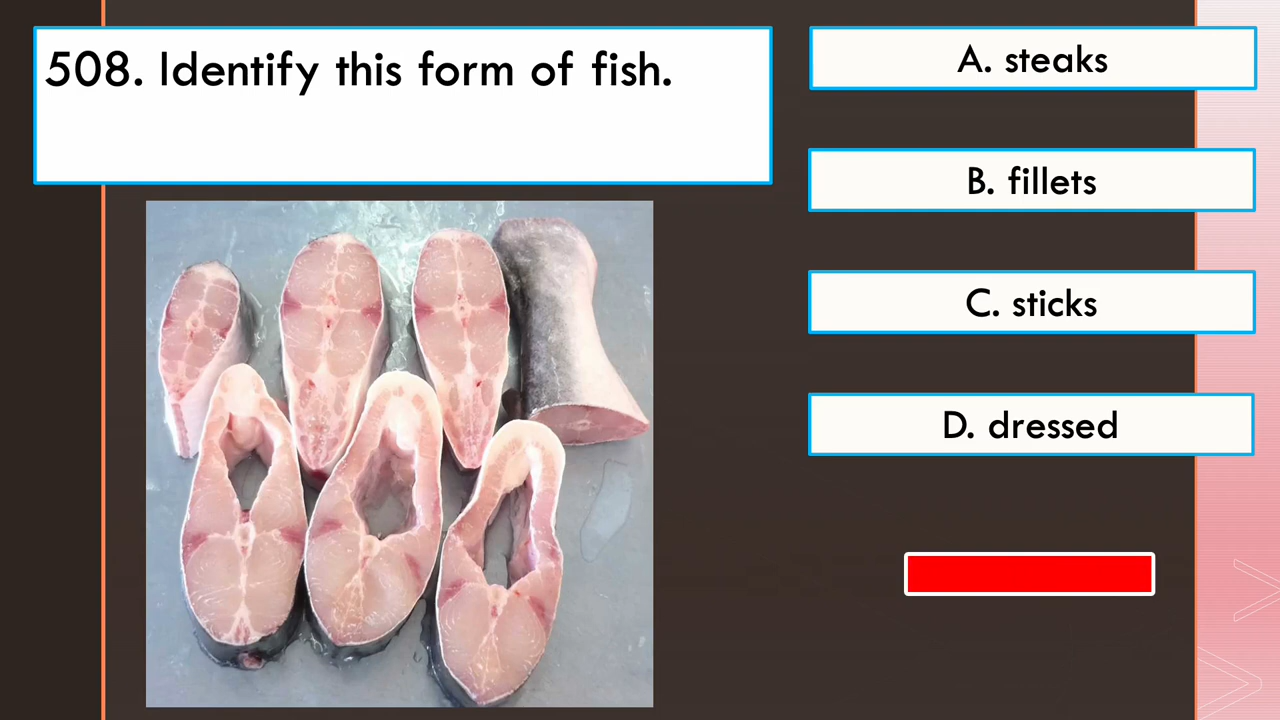 508. Identify this form of fish.
A. steaks
B. fillets
C. sticks
D. dressed